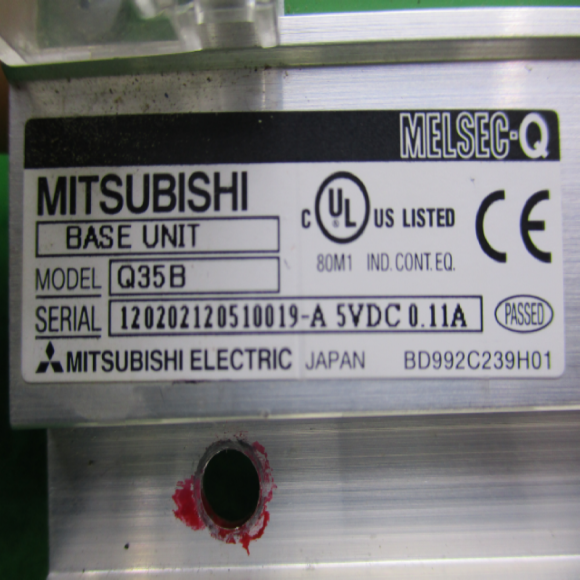 MELSEC-Q
MITSUBISHI
BASE UNIT
C UL ® US LISTED
80M1 IND. CONT. EQ.
CE
MODEL Q35B
SERIAL 120202120510019-A 5VDC 0.11A PASSED
MITSUBISHI ELECTRIC JAPAN BD992C239H01